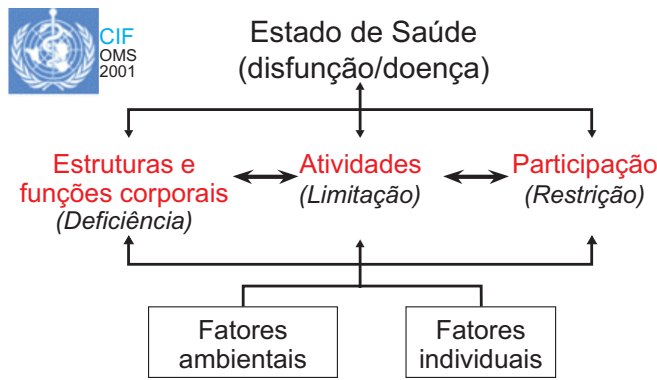 CIF
OMS
2001
Estado de Saúde
(disfunção/doença)
Estruturas e
funções corporais
(Deficiência)
Atividades
(Limitação)
Participação
(Restrição)
Fatores
ambientais
Fatores
individuais